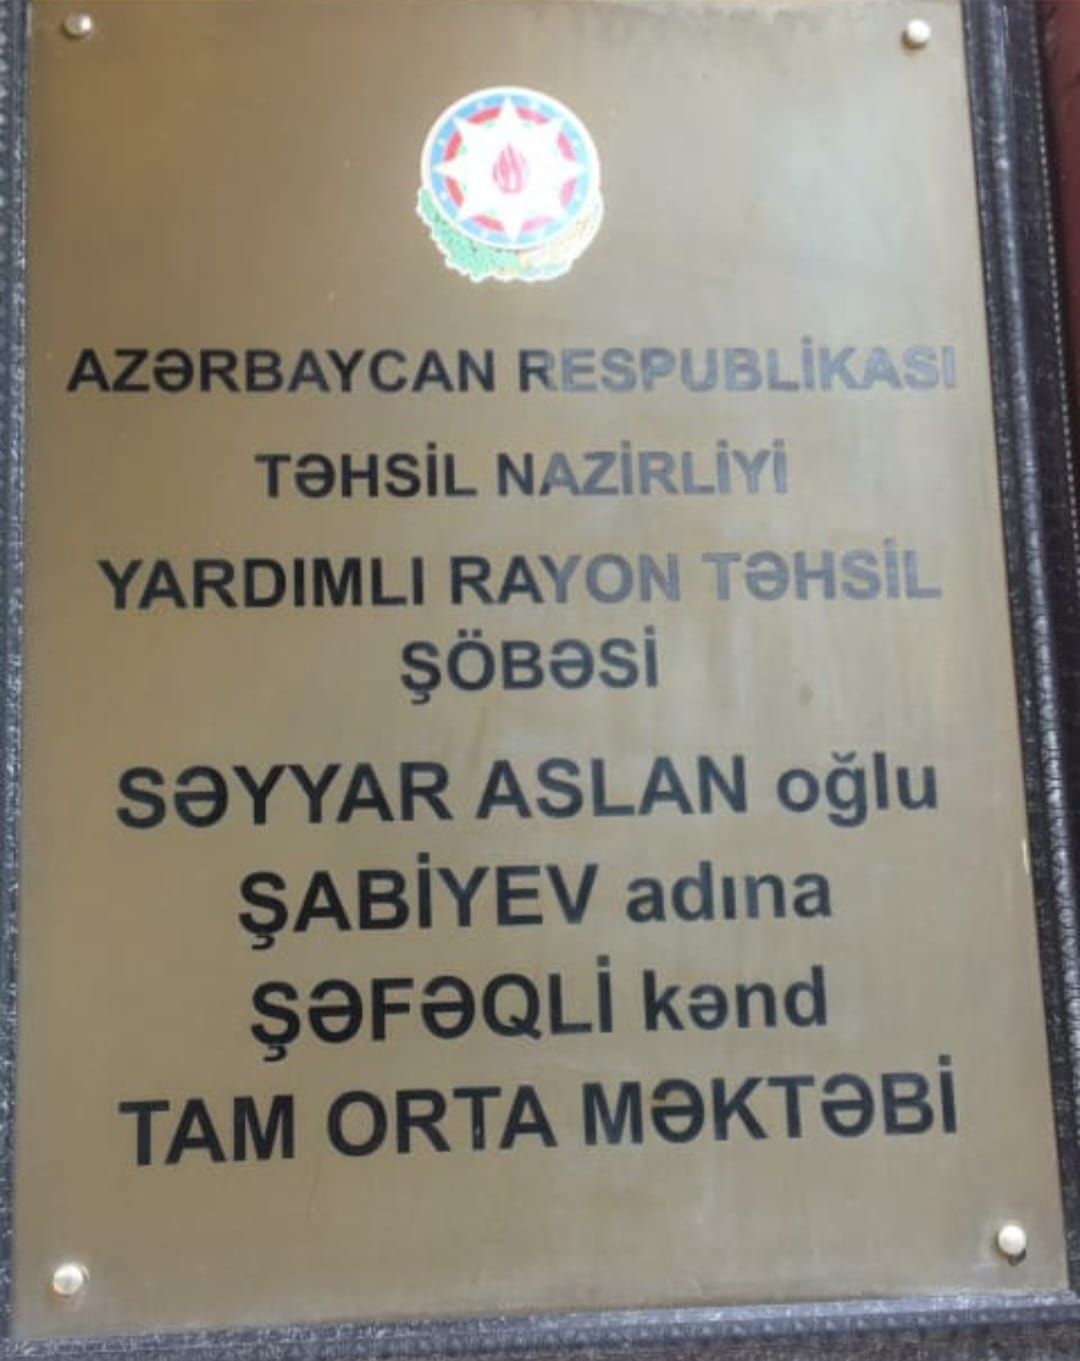 AZƏRBAYCAN RESPUBLİKASI
TƏHSİL NAZİRLİYİ
YARDIMLI RAYON TƏHSİL
ŞÖBƏSİ
SƏYYAR ASLAN oğlu
ŞABİYEV adına
ŞƏFƏQLİ kənd
TAM ORTA MƏKTƏBİ